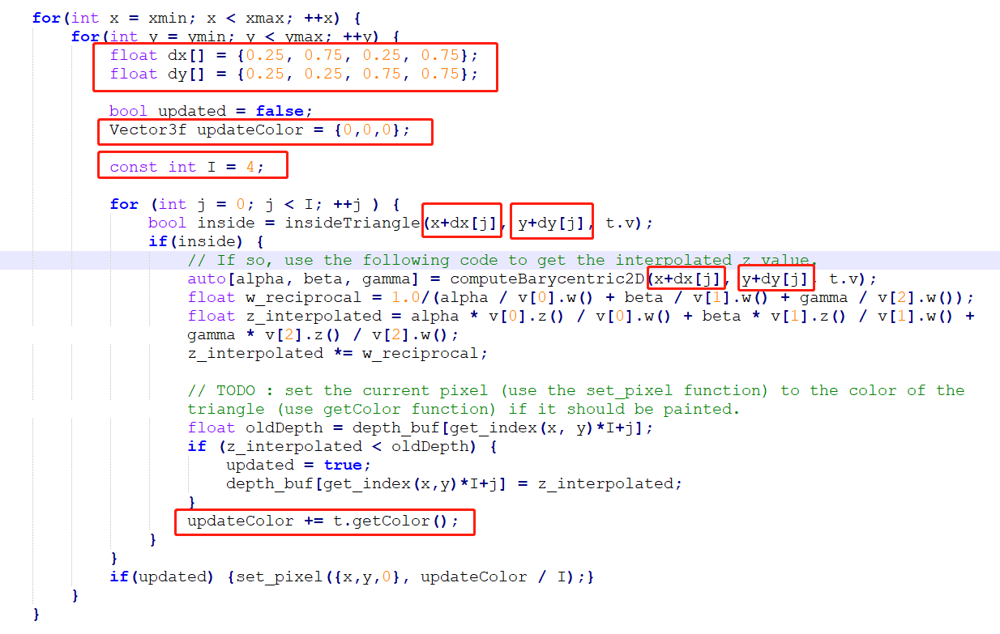 for(int x = xmin; x < xmax; ++x) {
for(int y = ymin; y < ymax; ++y) {
float dx[] = {0.25, 0.75, 0.25, 0.75};
float dy[] = {0.25, 0.25, 0.75, 0.75};
bool updated = false;
Vector3f updateColor = {0,0,0};
const int I = 4;
for (int j = 0; j < I; ++j ) {
bool inside = insideTriangle(x+dx[j], y+dy[j], t.v);
if(inside) {
// If so, use the following code to get the interpolated z value.
auto[alpha, beta, gamma] = computeBarycentric2D(x+dx[j], y+dy[j], t.v);
float w_reciprocal = 1.0/(alpha / v[0].w() + beta / v[1].w() + gamma / v[2].w());
float z_interpolated = alpha * v[0].z() / v[0].w() + beta * v[1].z() / v[1].w() +
gamma * v[2].z() / v[2].w();
z_interpolated *= w_reciprocal;
// TODO : set the current pixel (use the set_pixel function) to the color of the
triangle (use getColor function) if it should be painted.
float oldDepth = depth_buf[get_index(x, y)*I+j];
if (z_interpolated < oldDepth) {
updated = true;
depth_buf[get_index(x,y)*I+j] = z_interpolated;
}
updateColor += t.getColor();
}
}
if(updated) {set_pixel({x,y,0}, updateColor / I);}
}
}